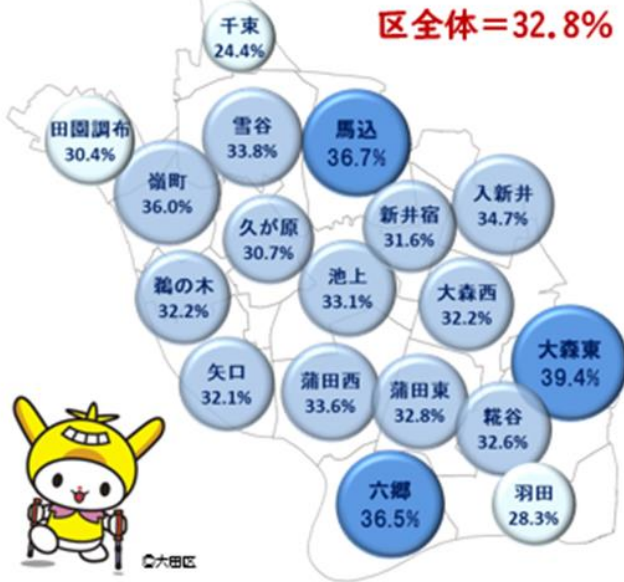 区全体=32.8%
千束
24.4%
田園調布
30.4%
雪谷
33.8%
馬込
36.7%
嶺町
36.0%
久が原
30.7%
新井宿
31.6%
入新井
34.7%
鵜の木
32.2%
池上
33.1%
大森西
32.2%
大森東
39.4%
矢口
32.1%
蒲田西
33.6%
蒲田東
32.8%
糀谷
32.6%
六郷
36.5%
羽田
28.3%
©大田区